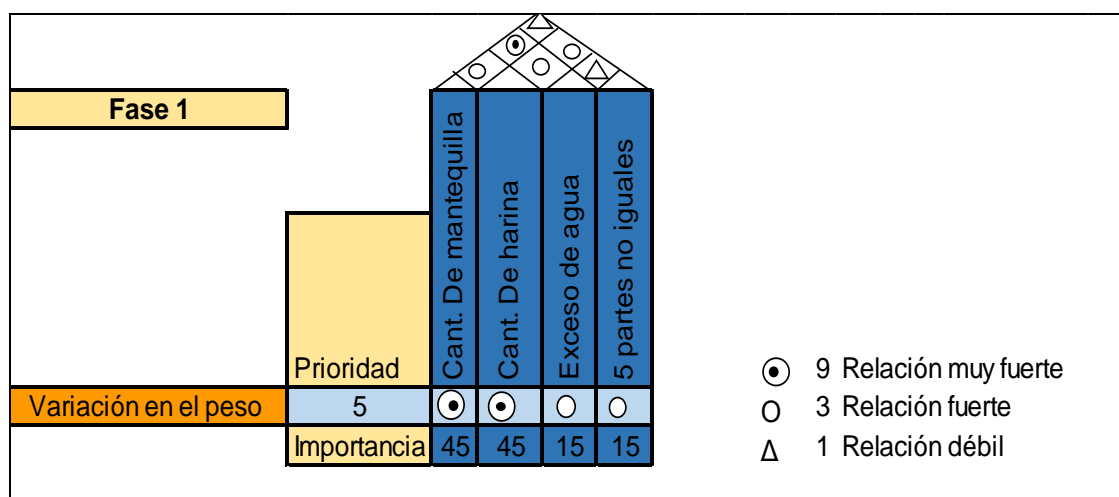 Fase 1
Cant. De mantequilla
Cant. De harina
Exceso de agua
5 partes no iguales
Prioridad
Variación en el peso 5
Importancia 45 45 15 15
9 Relación muy fuerte
3 Relación fuerte
1 Relación débil